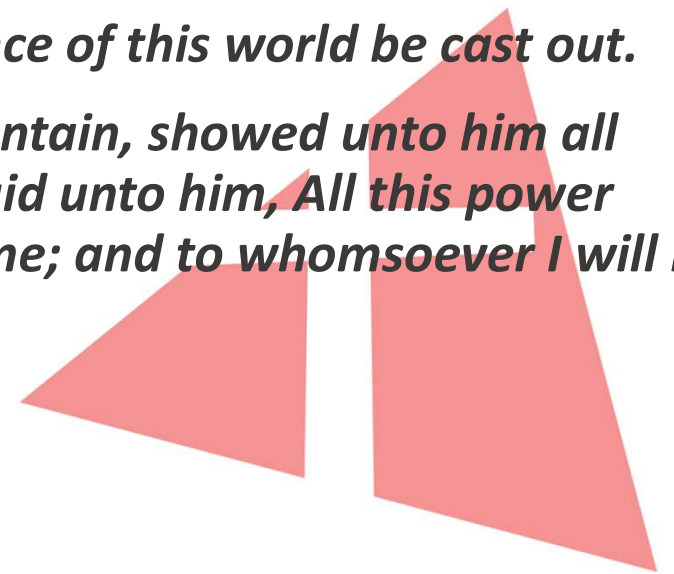 ce of this world be cast out.
ntain, showed unto him all
id unto him, All this power
ne; and to whomsoever I will